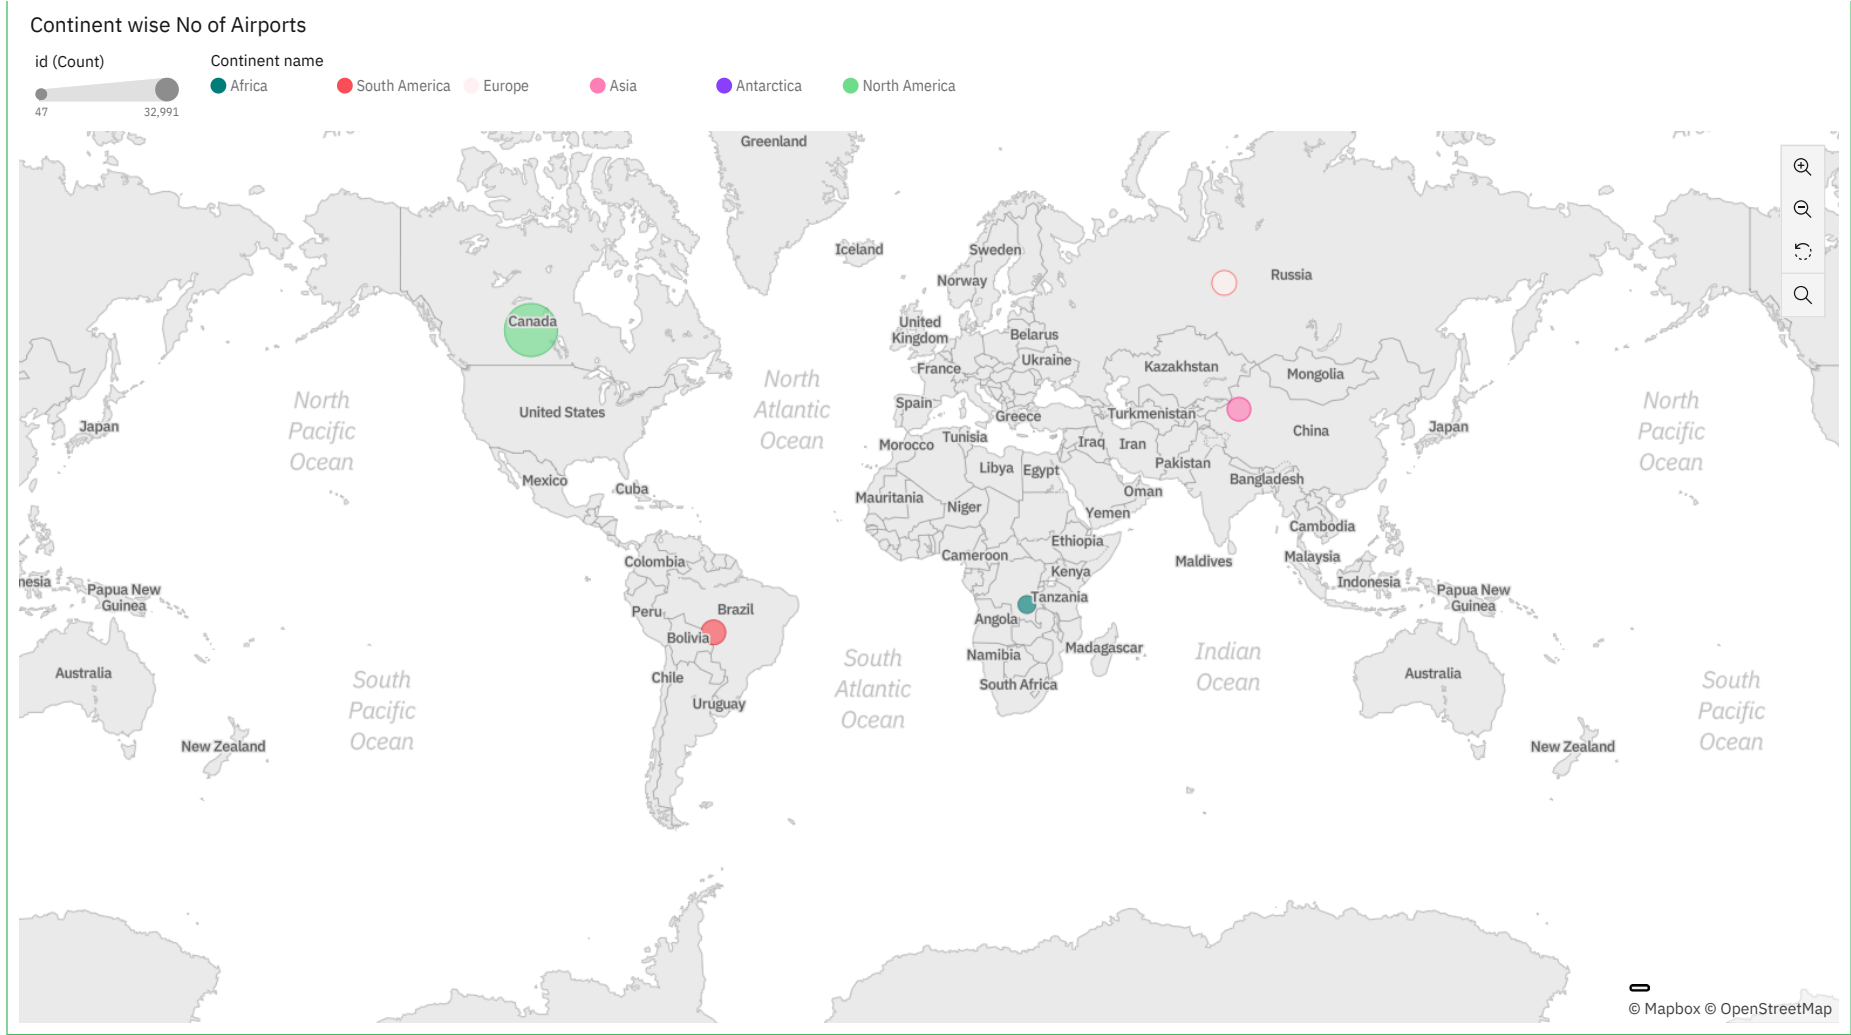 Continent wise No of Airports
id (Count)
Continent name
47
32,991
Africa
South America
Europe
Asia
Antarctica
North America
Greenland
Iceland
Sweden
Norway
Russia
Canada
United
Kingdom
Belarus
Ukraine
France
Kazakhstan
Mongolia
North
Pacific
Ocean
North
Atlantic
Ocean
North
Pacific
Ocean
United States
Spain
Greece
Turkmenistan
China
Japan
Japan
Morocco
Tunisia
Iraq
Iran
Pakistan
Libya
Egypt
Mexico
Cuba
Bangladesh
Oman
Mauritania
Niger
Yemen
Cambodia
Ethiopia
Cameroon
Colombia
Maldives
Malaysia
Kenya
nesia
Indonesia
Papua New
Guinea
Papua New
Guinea
Tanzania
Peru
Brazil
Angola
Bolivia
Namibia
Madagascar
Indian
Ocean
South
Atlantic
Ocean
Australia
Australia
Chile
South Africa
South
Pacific
Ocean
South
Pacific
Ocean
Uruguay
New Zealand
New Zealand
© Mapbox © OpenStreetMap